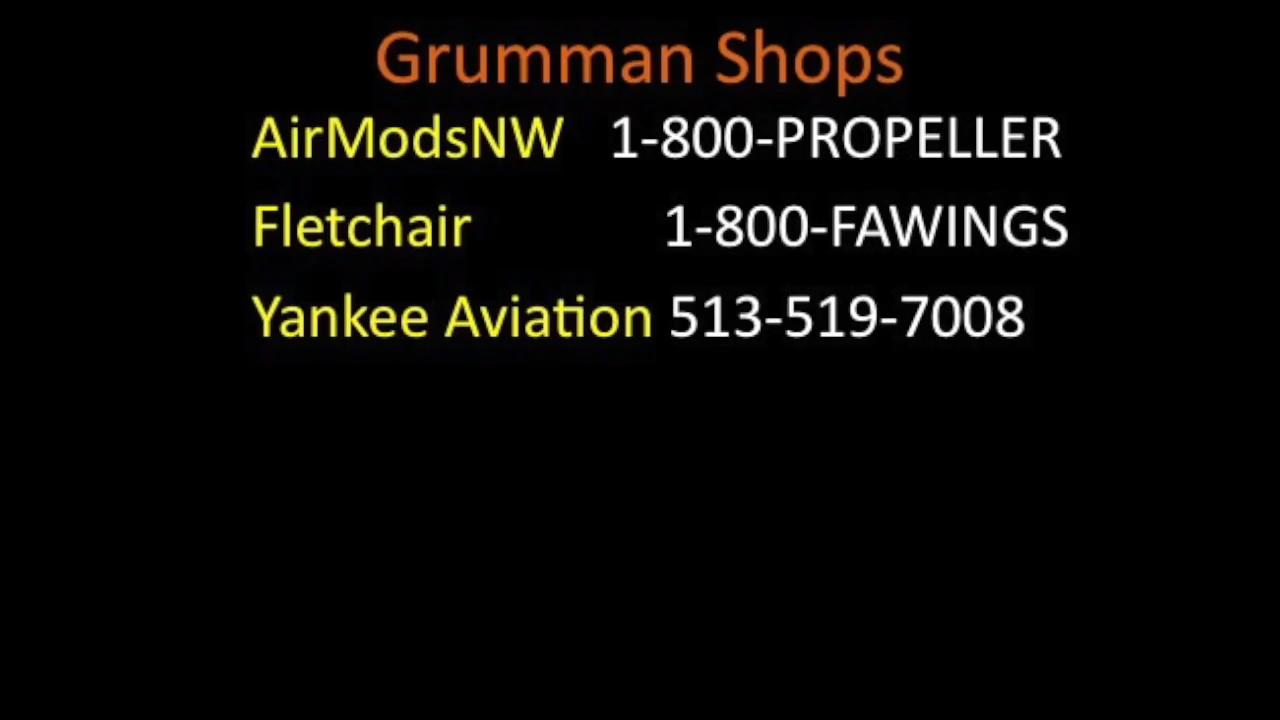 Grumman Shops
AirModsNW 1-800-PROPELLER
Fletchair 1-800-FAWINGS
Yankee Aviation 513-519-7008